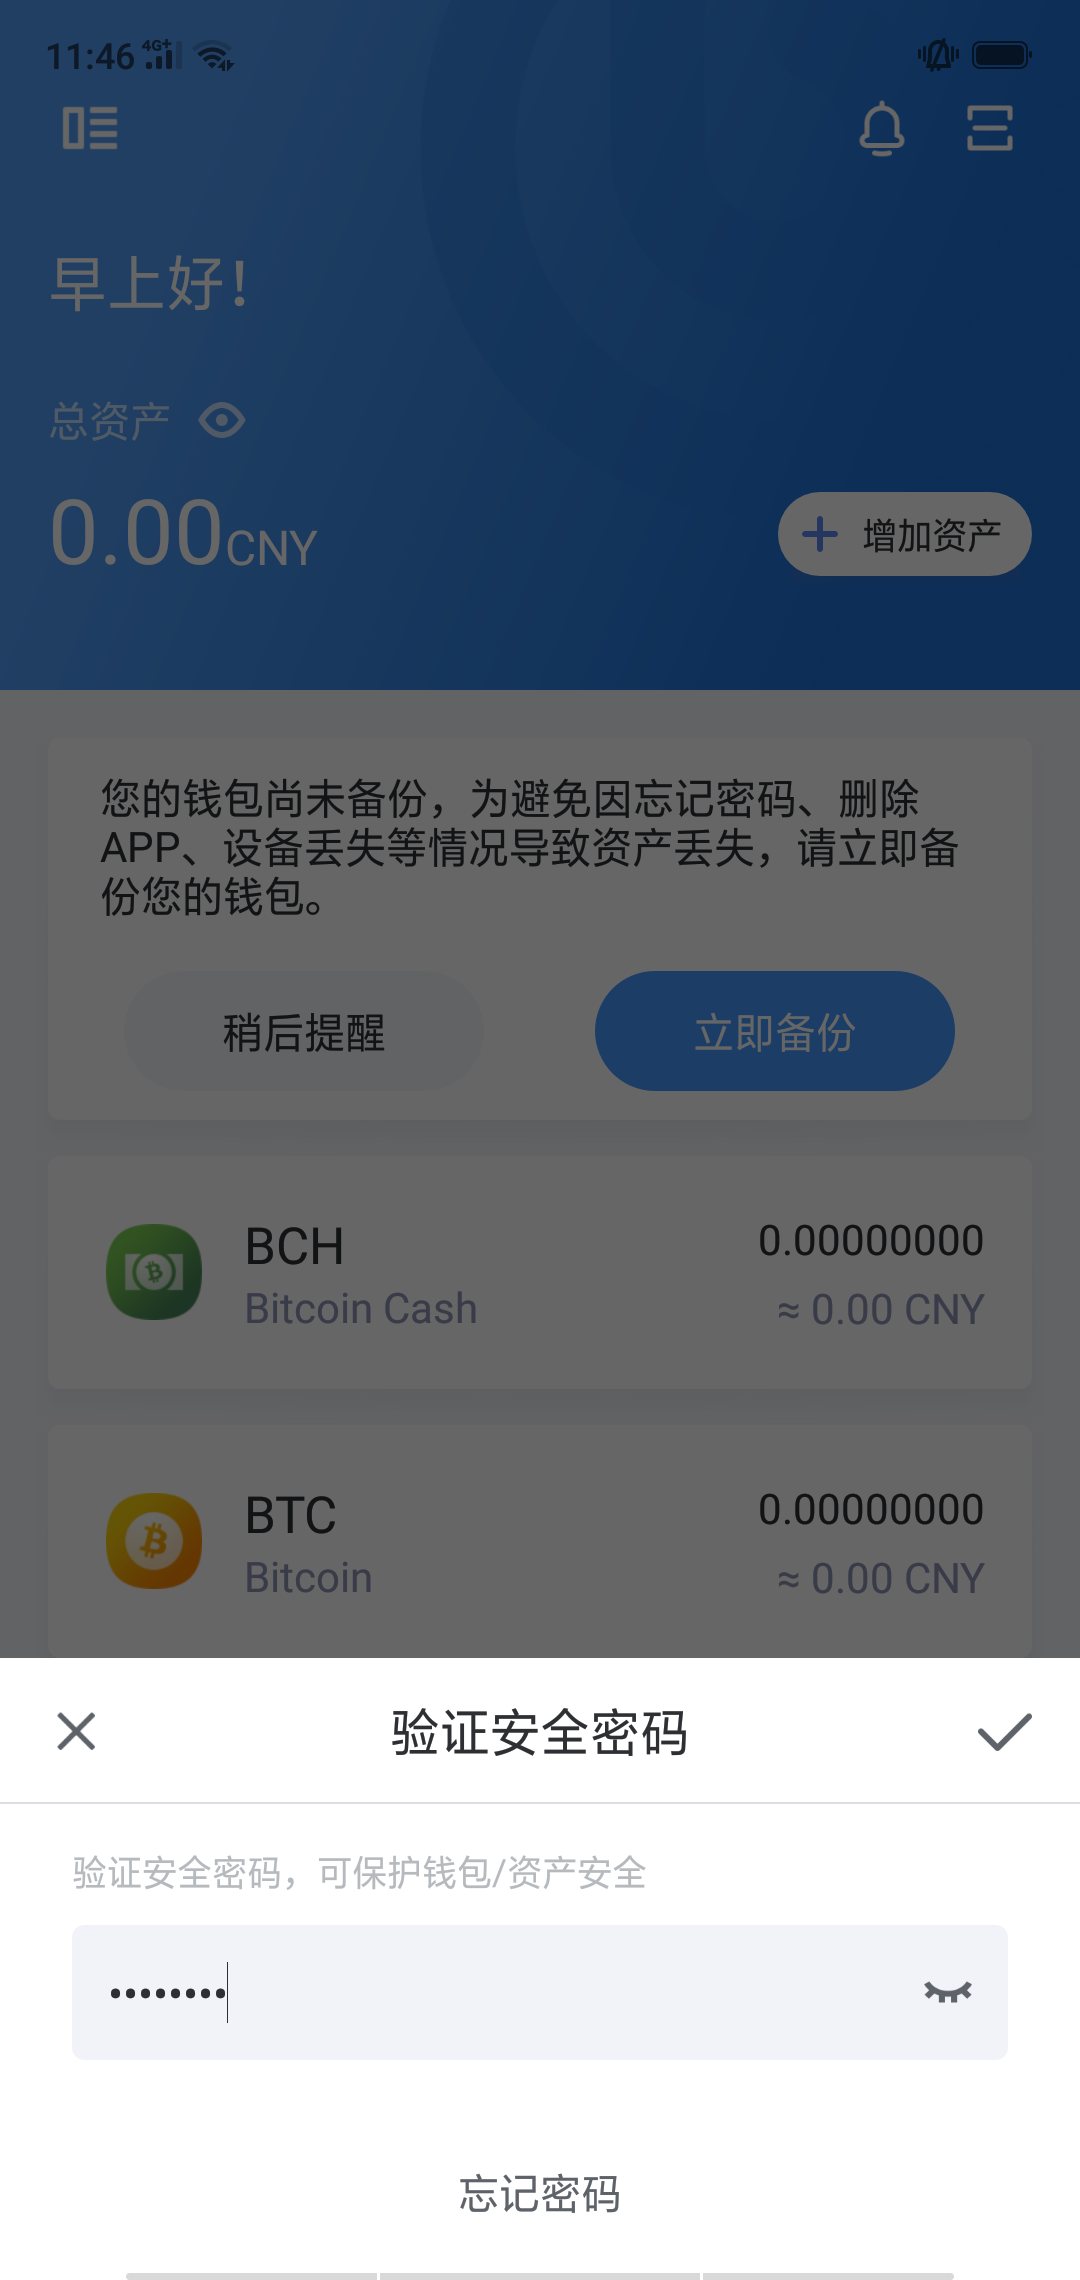 11:46 4G+
早上好！
总资产
0.00CNY
增加资产
您的钱包尚未备份，为避免因忘记密码、删除
APP、设备丢失等情况导致资产丢失，请立即备
份您的钱包。
稍后提醒
立即备份
BCH
0.00000000
Bitcoin Cash
≈ 0.00 CNY
BTC
0.00000000
Bitcoin
≈ 0.00 CNY
验证安全密码
验证安全密码，可保护钱包/资产安全
••••••••
忘记密码